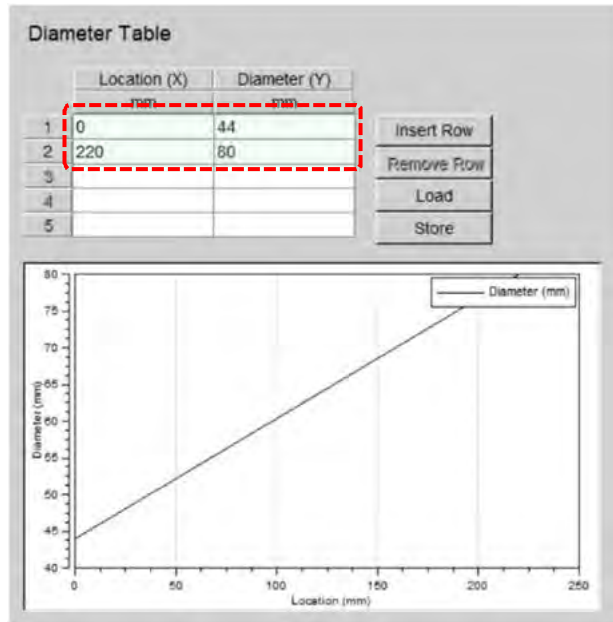 Diameter Table
Location (X) Diameter (Y)
mm mm
1 0 44
2 220 80
3
4
5
Insert Row
Remove Row
Load
Store
Diameter (mm)
80
75
70
65
60
55
50
45
40
Diameter (mm)
0 50 100 150 200 250
Location (mm)